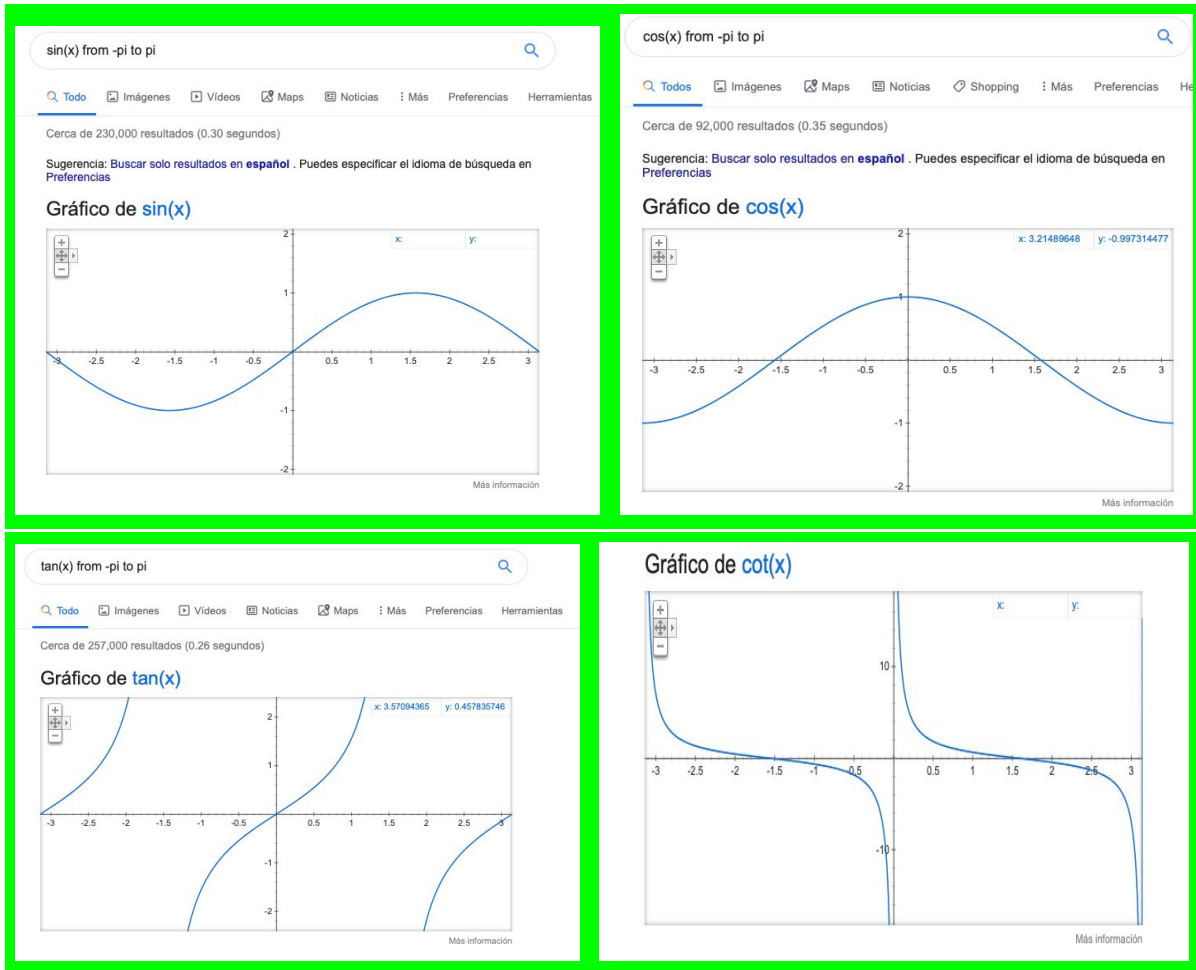 sin(x) from -pi to pi
Todo Imágenes Vídeos Maps Noticias Más Preferencias Herramientas
Cerca de 230,000 resultados (0.30 segundos)
Sugerencia: Buscar solo resultados en español . Puedes especificar el idioma de búsqueda en
Preferencias
Gráfico de sin(x)
x: y:
2
1
-3 -2.5 -2 -1.5 -1 -0.5 0.5 1 1.5 2 2.5 3
-1
-2
Más información
cos(x) from -pi to pi
Todos Imágenes Maps Noticias Shopping Más Preferencias He
Cerca de 92,000 resultados (0.35 segundos)
Sugerencia: Buscar solo resultados en español . Puedes especificar el idioma de búsqueda en
Preferencias
Gráfico de cos(x)
x: 3.21489648 y: -0.997314477
2
1
-3 -2.5 -2 -1.5 -1 -0.5 0.5 1 1.5 2 2.5 3
-1
-2
Más información
tan(x) from -pi to pi
Todo Imágenes Vídeos Noticias Maps Más Preferencias Herramientas
Cerca de 257,000 resultados (0.26 segundos)
Gráfico de tan(x)
x: 3.57094365 y: 0.457835746
2
1
-3 -2.5 -2 -1.5 -1 -0.5 0.5 1 1.5 2 2.5 3
-1
-2
Más información
Gráfico de cot(x)
x: y:
10
-3 -2.5 -2 -1.5 -1 -0.5 0.5 1 1.5 2 2.5 3
-10
Más información